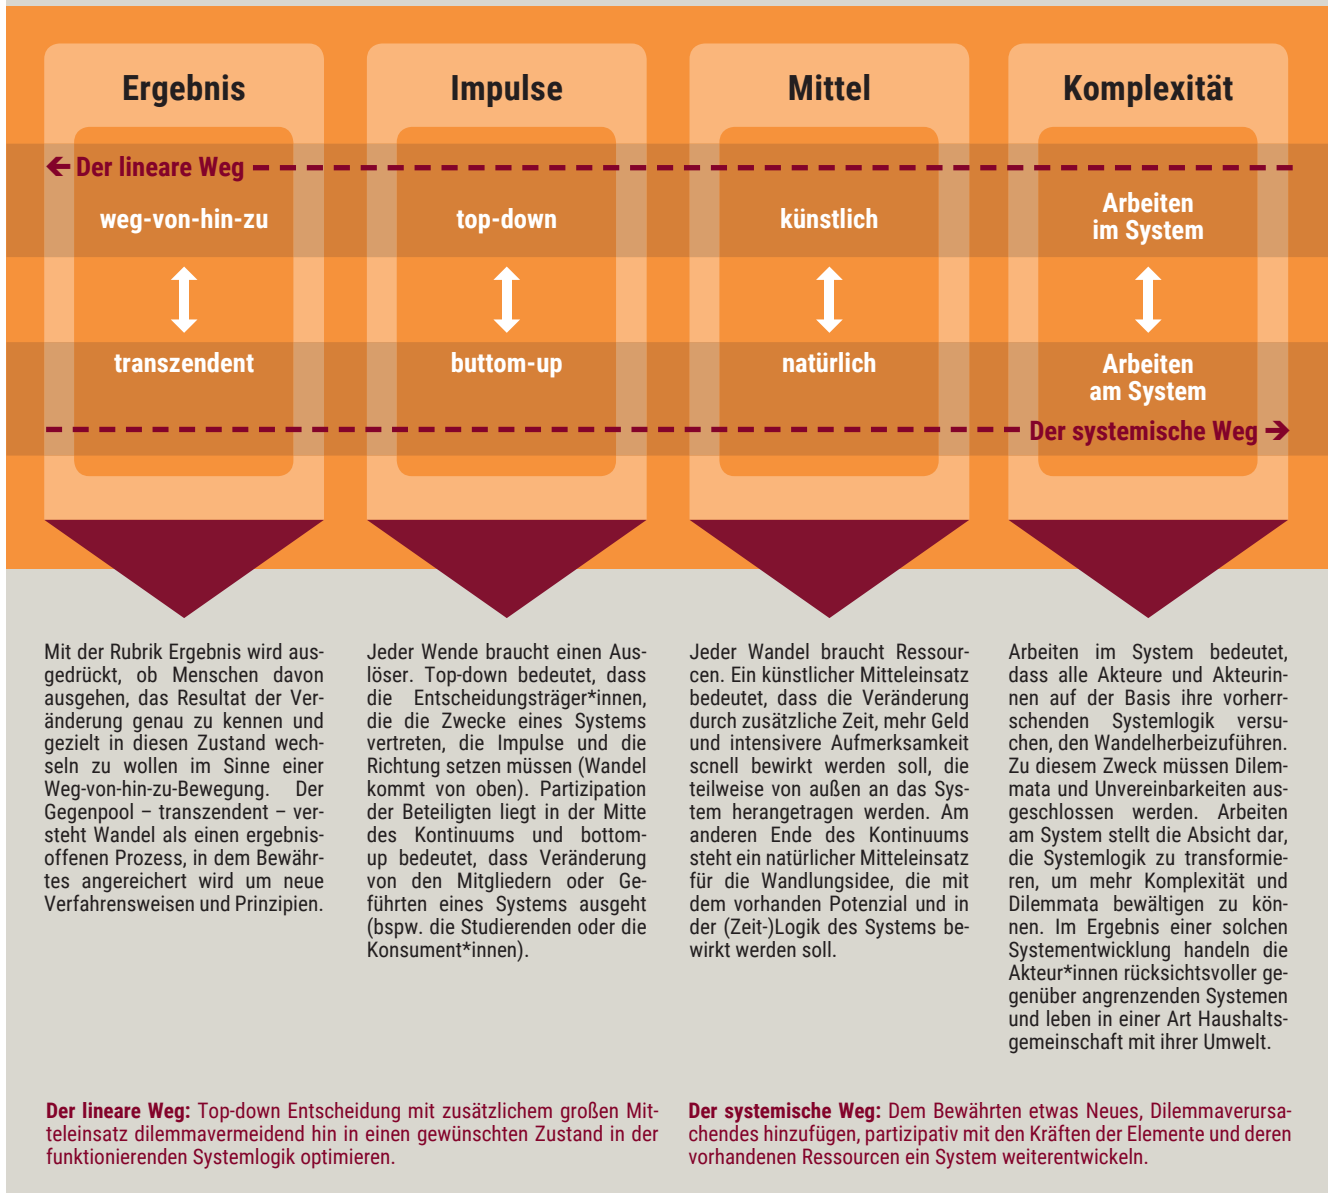 Ergebnis
Impulse
Mittel
Komplexität
Der lineare Weg
weg-von-hin-zu
top-down
künstlich
Arbeiten
im System
transzendent
buttom-up
natürlich
Arbeiten
am System
Der systemische Weg
Mit der Rubrik Ergebnis wird aus-
gedrückt, ob Menschen davon
ausgehen, das Resultat der Ver-
änderung genau zu kennen und
gezielt in diesen Zustand wech-
seln zu wollen im Sinne einer
Weg-von-hin-zu-Bewegung. Der
Gegenpool – transzendent – ver-
steht Wandel als einen ergebnis-
offenen Prozess, in dem Bewähr-
tes angereichert wird um neue
Verfahrensweisen und Prinzipien.
Jeder Wende braucht einen Aus-
löser. Top-down bedeutet, dass
die Entscheidungsträger*innen,
die die Zwecke eines Systems
vertreten, die Impulse und die
Richtung setzen müssen (Wandel
kommt von oben). Partizipation
der Beteiligten liegt in der Mitte
des Kontinuums und bottom-
up bedeutet, dass Veränderung
von den Mitgliedern oder Ge-
führten eines Systems ausgeht
(bspw. die Studierenden oder die
Konsument*innen).
Jeder Wandel braucht Ressour-
cen. Ein künstlicher Mitteleinsatz
bedeutet, dass die Veränderung
durch zusätzliche Zeit, mehr Geld
und intensivere Aufmerksamkeit
scnell bewirkt werden soll, die
teilweise von außen an das Sys-
tem herangetragen werden. Am
anderen Ende des Kontinuums
steht ein natürlicher Mitteleinsatz
für die Wandlungsidee, die mit
dem vorhanden Potenzial und in
der (Zeit-)Logik des Systems be-
wirkt werden soll.
Arbeiten im System bedeutet,
dass alle Akteure und Akteurin-
nen auf der Basis ihre vorherr-
schenden Systemlogik versu-
chen, den Wandelherbeizuführen.
Zu diesem Zweck müssen Dilem-
mata und Unvereinbarkeiten aus-
geschlossen werden. Arbeiten
am System stellt die Absicht dar,
die Systemlogik zu transformie-
ren, um mehr Komplexität und
Dilemmata bewältigen zu kön-
nen. Im Ergebnis einer solchen
Systementwicklung handeln die
Akteur*innen rücksichtsvoller ge-
genüber angrenzenden Systemen
und leben in einer Art Haushalts-
gemeinschaft mit ihrer Umwelt.
Der lineare Weg: Top-down Entscheidung mit zusätzlichem großen Mit-
teleinsatz dilemmavermeidend hin in einen gewünschten Zustand in der
funktionierenden Systemlogik optimieren.
Der systemische Weg: Dem Bewährten etwas Neues, Dilemmaverursa-
chendes hinzufügen, partizipativ mit den Kräften der Elemente und deren
vorhandenen Ressourcen ein System weiterentwickeln.